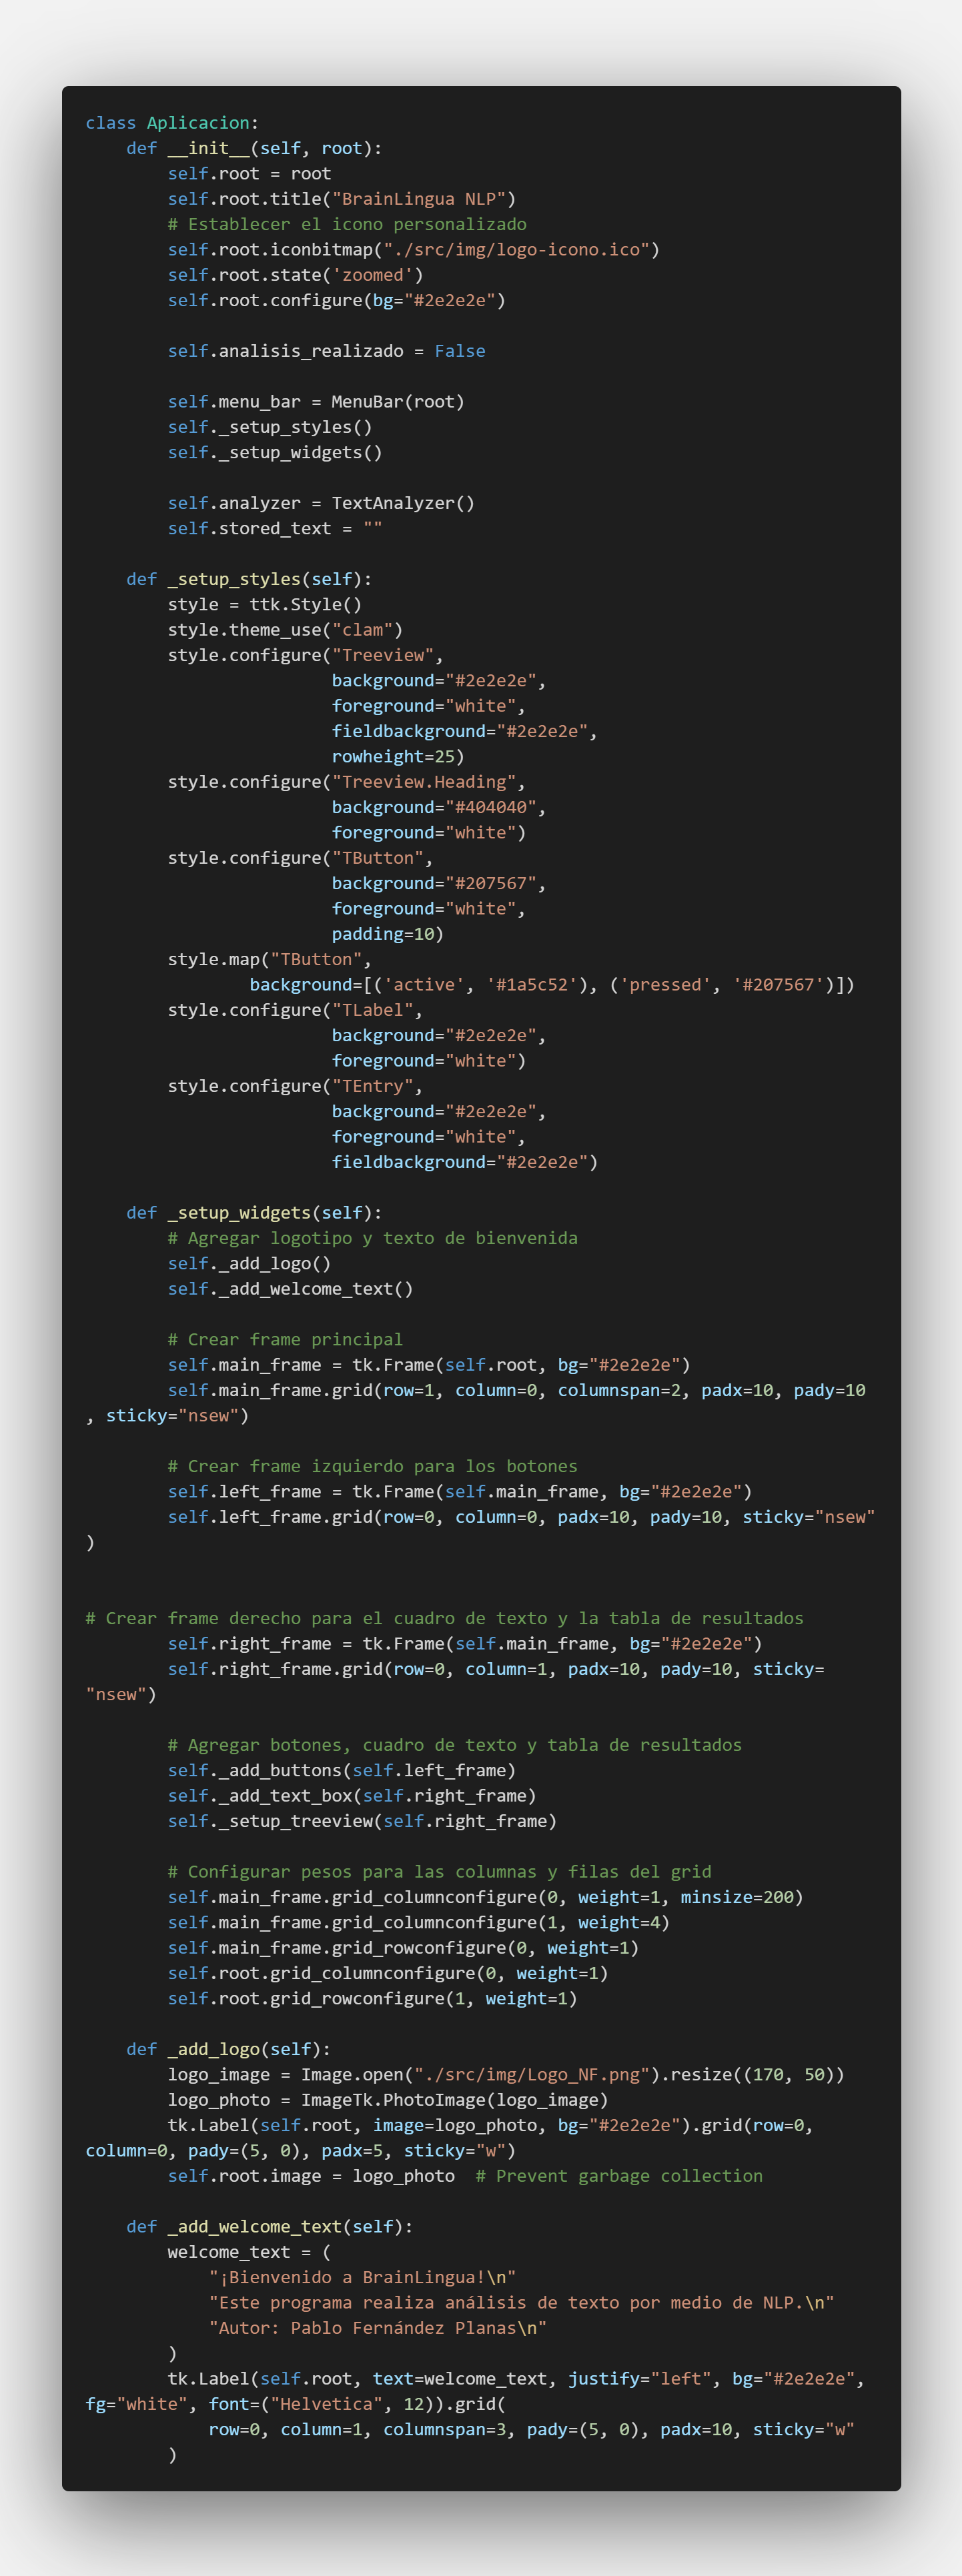 class Aplicacion:
    def __init__(self, root):
        self.root = root
        self.root.title("BrainLingua NLP")
        # Establecer el icono personalizado
        self.root.iconbitmap("./src/img/logo-icono.ico")
        self.root.state('zoomed')
        self.root.configure(bg="#2e2e2e")

        self.analisis_realizado = False

        self.menu_bar = MenuBar(root)
        self._setup_styles()
        self._setup_widgets()

        self.analyzer = TextAnalyzer()
        self.stored_text = ""

    def _setup_styles(self):
        style = ttk.Style()
        style.theme_use("clam")
        style.configure("Treeview",
                        background="#2e2e2e",
                        foreground="white",
                        fieldbackground="#2e2e2e",
                        rowheight=25)
        style.configure("Treeview.Heading",
                        background="#404040",
                        foreground="white")
        style.configure("TButton",
                        background="#207567",
                        foreground="white",
                        padding=10)
        style.map("TButton",
                background=[('active', '#1a5c52'), ('pressed', '#207567')])
        style.configure("TLabel",
                        background="#2e2e2e",
                        foreground="white")
        style.configure("TEntry",
                        background="#2e2e2e",
                        foreground="white",
                        fieldbackground="#2e2e2e")

    def _setup_widgets(self):
        # Agregar logotipo y texto de bienvenida
        self._add_logo()
        self._add_welcome_text()

        # Crear frame principal
        self.main_frame = tk.Frame(self.root, bg="#2e2e2e")
        self.main_frame.grid(row=1, column=0, columnspan=2, padx=10, pady=10
, sticky="nsew")

        # Crear frame izquierdo para los botones
        self.left_frame = tk.Frame(self.main_frame, bg="#2e2e2e")
        self.left_frame.grid(row=0, column=0, padx=10, pady=10, sticky="nsew"
)

# Crear frame derecho para el cuadro de texto y la tabla de resultados
        self.right_frame = tk.Frame(self.main_frame, bg="#2e2e2e")
        self.right_frame.grid(row=0, column=1, padx=10, pady=10, sticky=
"nsew")

        # Agregar botones, cuadro de texto y tabla de resultados
        self._add_buttons(self.left_frame)
        self._add_text_box(self.right_frame)
        self._setup_treeview(self.right_frame)

        # Configurar pesos para las columnas y filas del grid
        self.main_frame.grid_columnconfigure(0, weight=1, minsize=200)
        self.main_frame.grid_columnconfigure(1, weight=4)
        self.main_frame.grid_rowconfigure(0, weight=1)
        self.root.grid_columnconfigure(0, weight=1)
        self.root.grid_rowconfigure(1, weight=1)

    def _add_logo(self):
        logo_image = Image.open("./src/img/Logo_NF.png").resize((170, 50))
        logo_photo = ImageTk.PhotoImage(logo_image)
        tk.Label(self.root, image=logo_photo, bg="#2e2e2e").grid(row=0,
column=0, pady=(5, 0), padx=5, sticky="w")
        self.root.image = logo_photo  # Prevent garbage collection

    def _add_welcome_text(self):
        welcome_text = (
            "¡Bienvenido a BrainLingua!\n"
            "Este programa realiza análisis de texto por medio de NLP.\n"
            "Autor: Pablo Fernández Planas\n"
        )
        tk.Label(self.root, text=welcome_text, justify="left", bg="#2e2e2e",
fg="white", font=("Helvetica", 12)).grid(
            row=0, column=1, columnspan=3, pady=(5, 0), padx=10, sticky="w"
        )